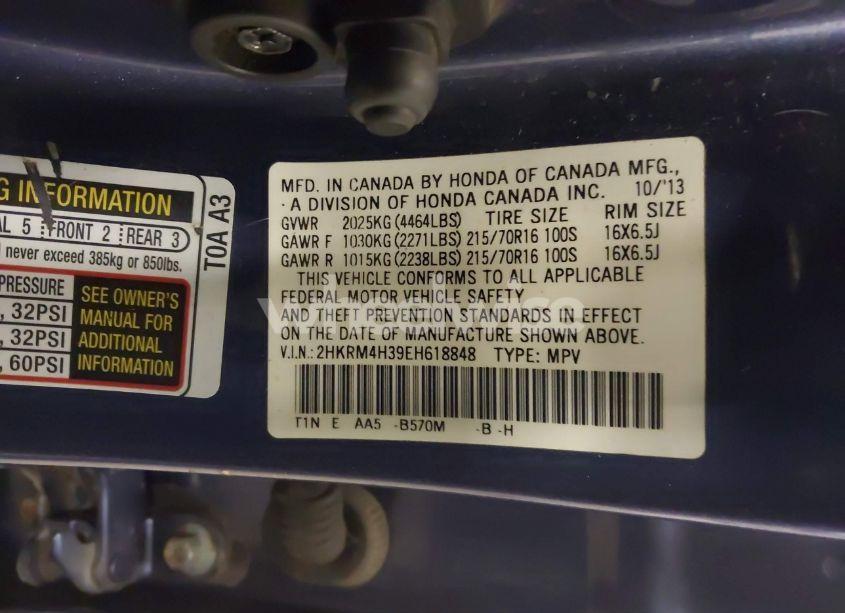 G INFORMATION
AL 5 FRONT 2 REAR 3
never exceed 385kg or 850lbs.
PRESSURE
, 32PSI
, 32PSI
, 60PSI
SEE OWNER'S
MANUAL FOR
ADDITIONAL
INFORMATION
T0A A3
MFD. IN CANADA BY HONDA OF CANADA MFG.,
· A DIVISION OF HONDA CANADA INC. 10/'13
GVWR 2025KG (4464LBS) TIRE SIZE RIM SIZE
GAWR F 1030KG (2271LBS) 215/70R16 100S 16X6.5J
GAWR R 1015KG (2238LBS) 215/70R16 100S 16X6.5J
THIS VEHICLE CONFORMS TO ALL APPLICABLE
FEDERAL MOTOR VEHICLE SAFETY
AND THEFT PREVENTION STANDARDS IN EFFECT
ON THE DATE OF MANUFACTURE SHOWN ABOVE.
V.I.N.: 2HKRM4H39EH618848 TYPE: MPV
T1N E AA5 -B570M -B -H